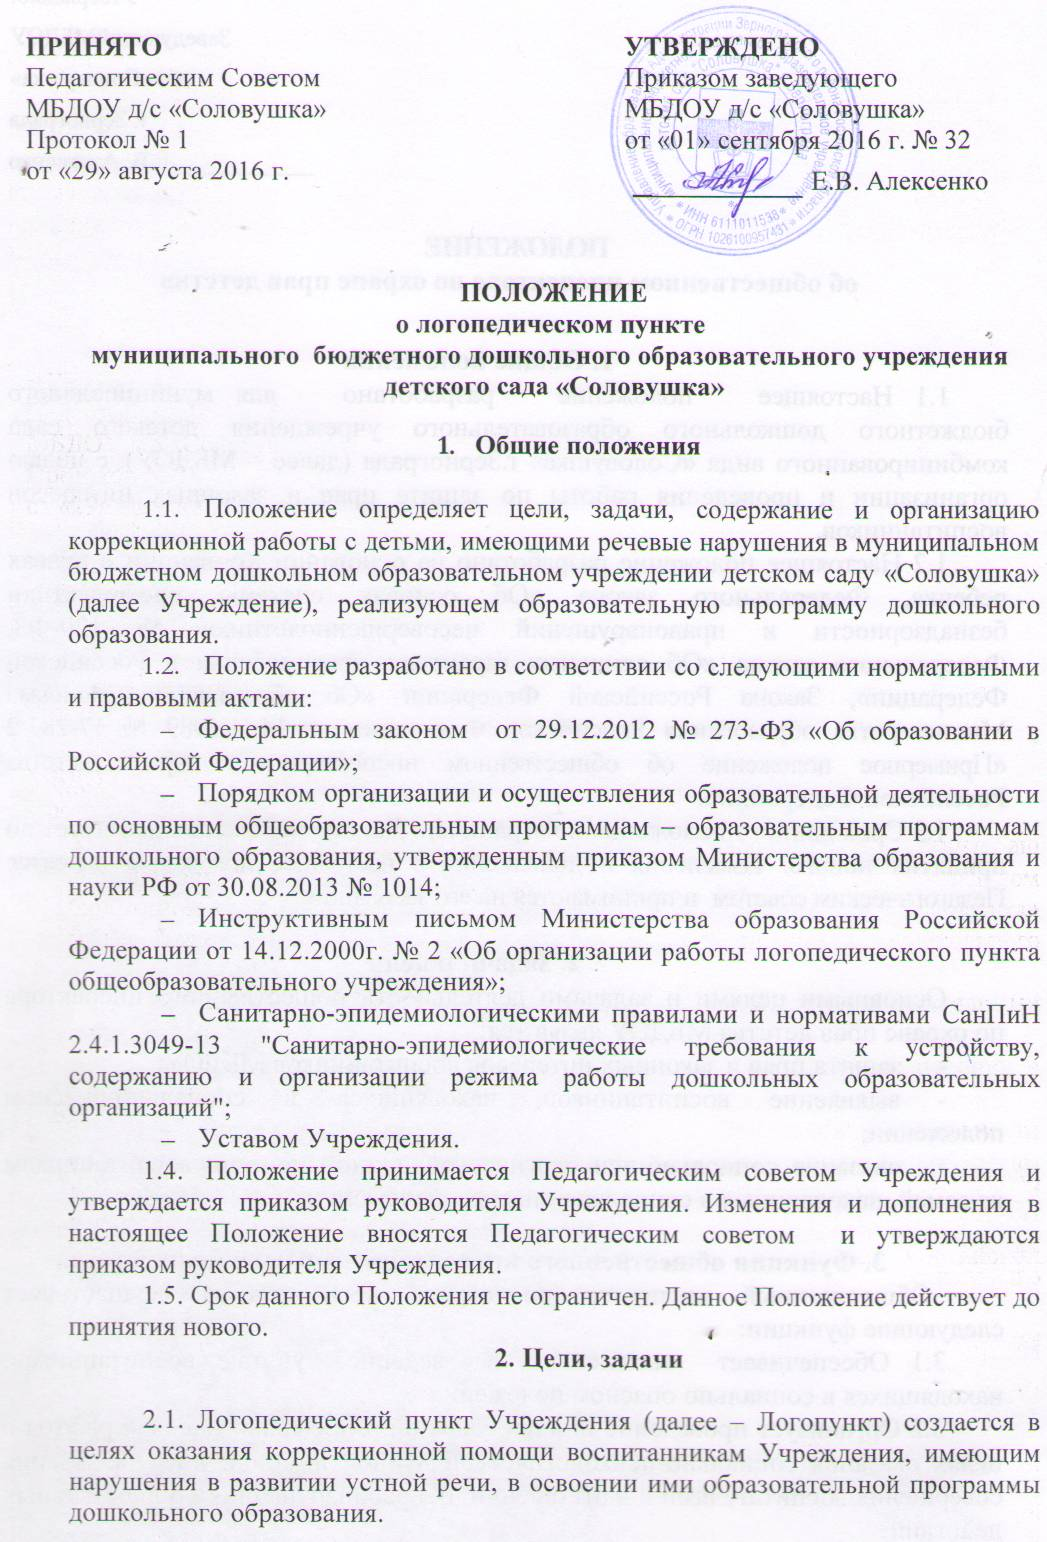 ПРИНЯТО
Педагогическим Советом
МБДОУ д/с «Соловушка»
Протокол № 1
от «29» августа 2016 г.
УТВЕРЖДЕНО
Приказом заведующего
МБДОУ д/с «Соловушка»
от «01» сентября 2016 г. № 32
Е.В. Алексенко
* ИНН 6111011538 *
* ОГРН 1026100957431 *
ПОЛОЖЕНИЕ
о логопедическом пункте
муниципального бюджетного дошкольного образовательного учреждения
детского сада «Соловушка»
1. Общие положения
1.1. Положение определяет цели, задачи, содержание и организацию
коррекционной работы с детьми, имеющими речевые нарушения в муниципальном
бюджетном дошкольном образовательном учреждении детском саду «Соловушка»
(далее Учреждение), реализующем образовательную программу дошкольного
образования.
1.2. Положение разработано в соответствии со следующими нормативными
и правовыми актами:
– Федеральным законом от 29.12.2012 № 273-ФЗ «Об образовании в
Российской Федерации»;
– Порядком организации и осуществления образовательной деятельности
по основным общеобразовательным программам - образовательным программам
дошкольного образования, утвержденным приказом Министерства образования и
науки РФ от 30.08.2013 № 1014;
– Инструктивным письмом Министерства образования Российской
Федерации от 14.12.2000г. № 2 «Об организации работы логопедического пункта
общеобразовательного учреждения»;
– Санитарно-эпидемиологическими правилами и нормативами СанПиН
2.4.1.3049-13 "Санитарно-эпидемиологические требования к устройству,
содержанию и организации режима работы дошкольных образовательных
организаций";
– Уставом Учреждения.
1.4. Положение принимается Педагогическим советом Учреждения и
утверждается приказом руководителя Учреждения. Изменения и дополнения в
настоящее Положение вносятся Педагогическим советом и утверждаются
приказом руководителя Учреждения.
1.5. Срок данного Положения не ограничен. Данное Положение действует до
принятия нового.
2. Цели, задачи
2.1. Логопедический пункт Учреждения (далее – Логопункт) создается в
целях оказания коррекционной помощи воспитанникам Учреждения, имеющим
нарушения в развитии устной речи, в освоении ими образовательной программы
дошкольного образования.